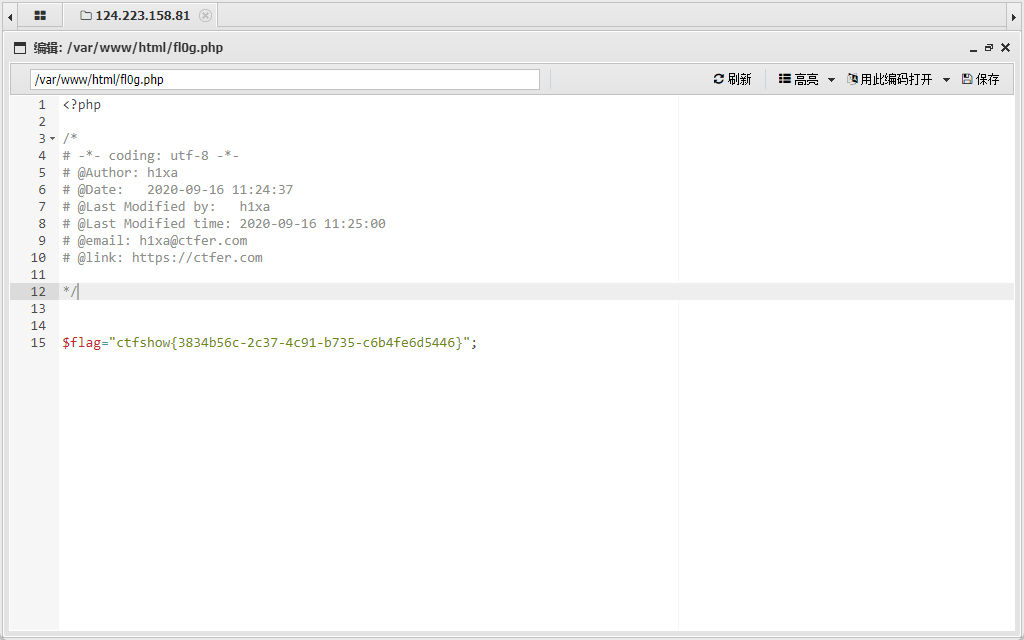 124.223.158.81
编辑: /var/www/html/fl0g.php
/var/www/html/fl0g.php 刷新 高亮 用此编码打开 保存
1 <?php
2
3 /*
4 # -*- coding: utf-8 -*-
5 # @Author: h1xa
6 # @Date:   2020-09-16 11:24:37
7 # @Last Modified by:   h1xa
8 # @Last Modified time: 2020-09-16 11:25:00
9 # @email: h1xa@ctfer.com
10 # @link: https://ctfer.com
11
12 */
13
14
15 $flag="ctfshow{3834b56c-2c37-4c91-b735-c6b4fe6d5446}";